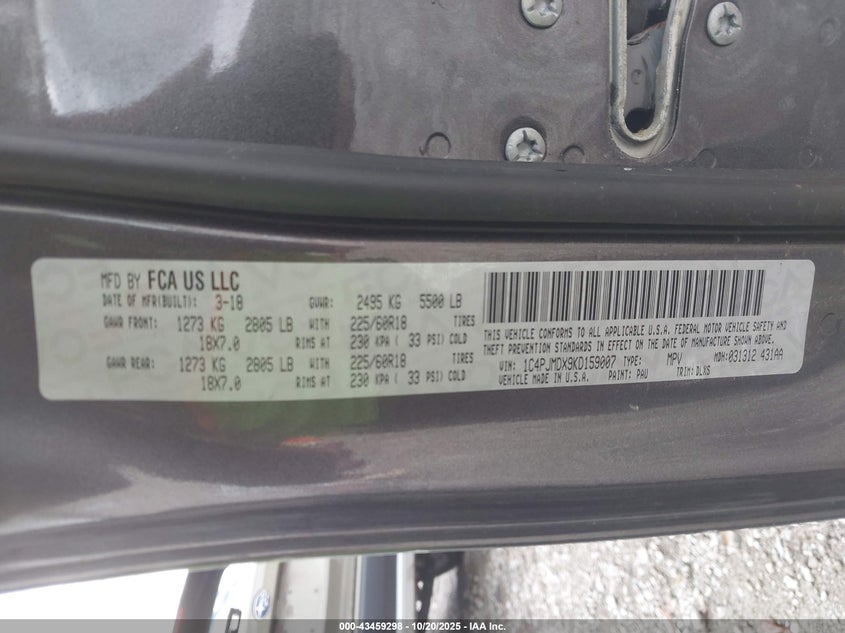 MFD BY FCA US LLC
DATE OF MFR(BUILT): 3-18 GVWR: 2495 KG 5500 LB
GAWR FRONT: 1273 KG 2805 LB WITH 225/60R18 TIRES
18X7.0 RIMS AT 230 KPA ( 33 PSI) COLD
GAWR REAR: 1273 KG 2805 LB WITH 225/60R18 TIRES
18X7.0 RIMS AT 230 KPA ( 33 PSI) COLD
THIS VEHICLE CONFORMS TO ALL APPLICABLE U.S.A. FEDERAL MOTOR VEHICLE SAFETY AND
THEFT PREVENTION STANDARDS IN EFFECT ON THE DATE OF MANUFACTURE SHOWN ABOVE.
VIN: 1C4PJMDX9KD159007 TYPE: MPV MDH:031312 431AA
VEHICLE MADE IN U.S.A. PAINT: PAU TRIM:DLXS
000-43459298 - 10/20/2025 - IAA Inc.